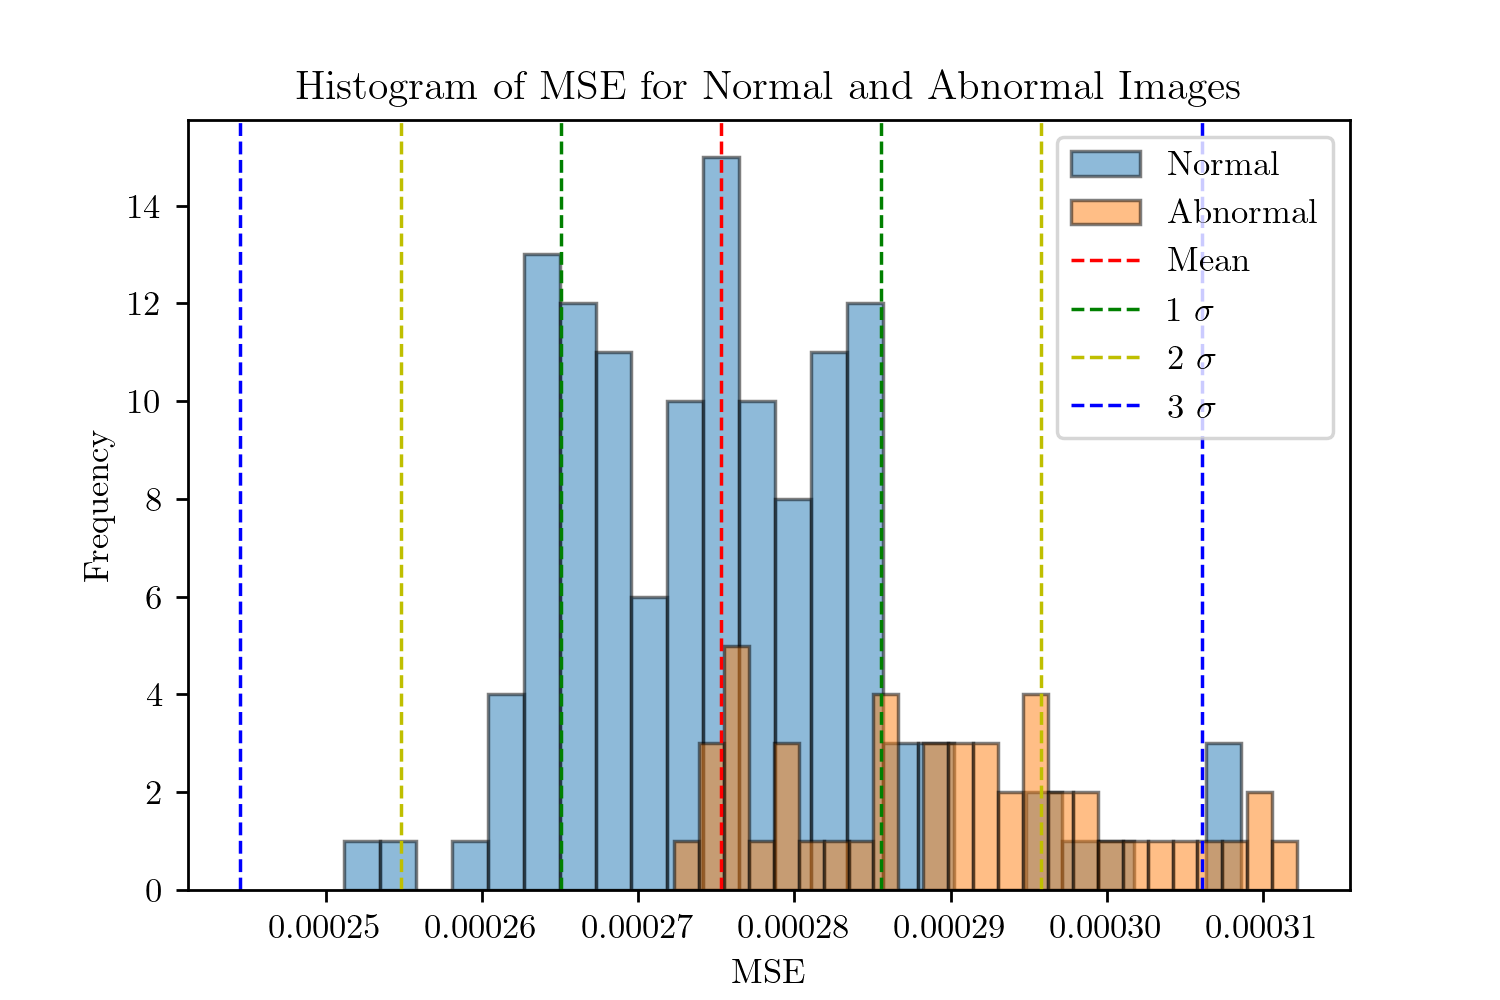 Histogram of MSE for Normal and Abnormal Images
Normal
Abnormal
Mean
1 σ
2 σ
3 σ
14
12
10
8
6
4
2
0
Frequency
0.00025 0.00026 0.00027 0.00028 0.00029 0.00030 0.00031
MSE